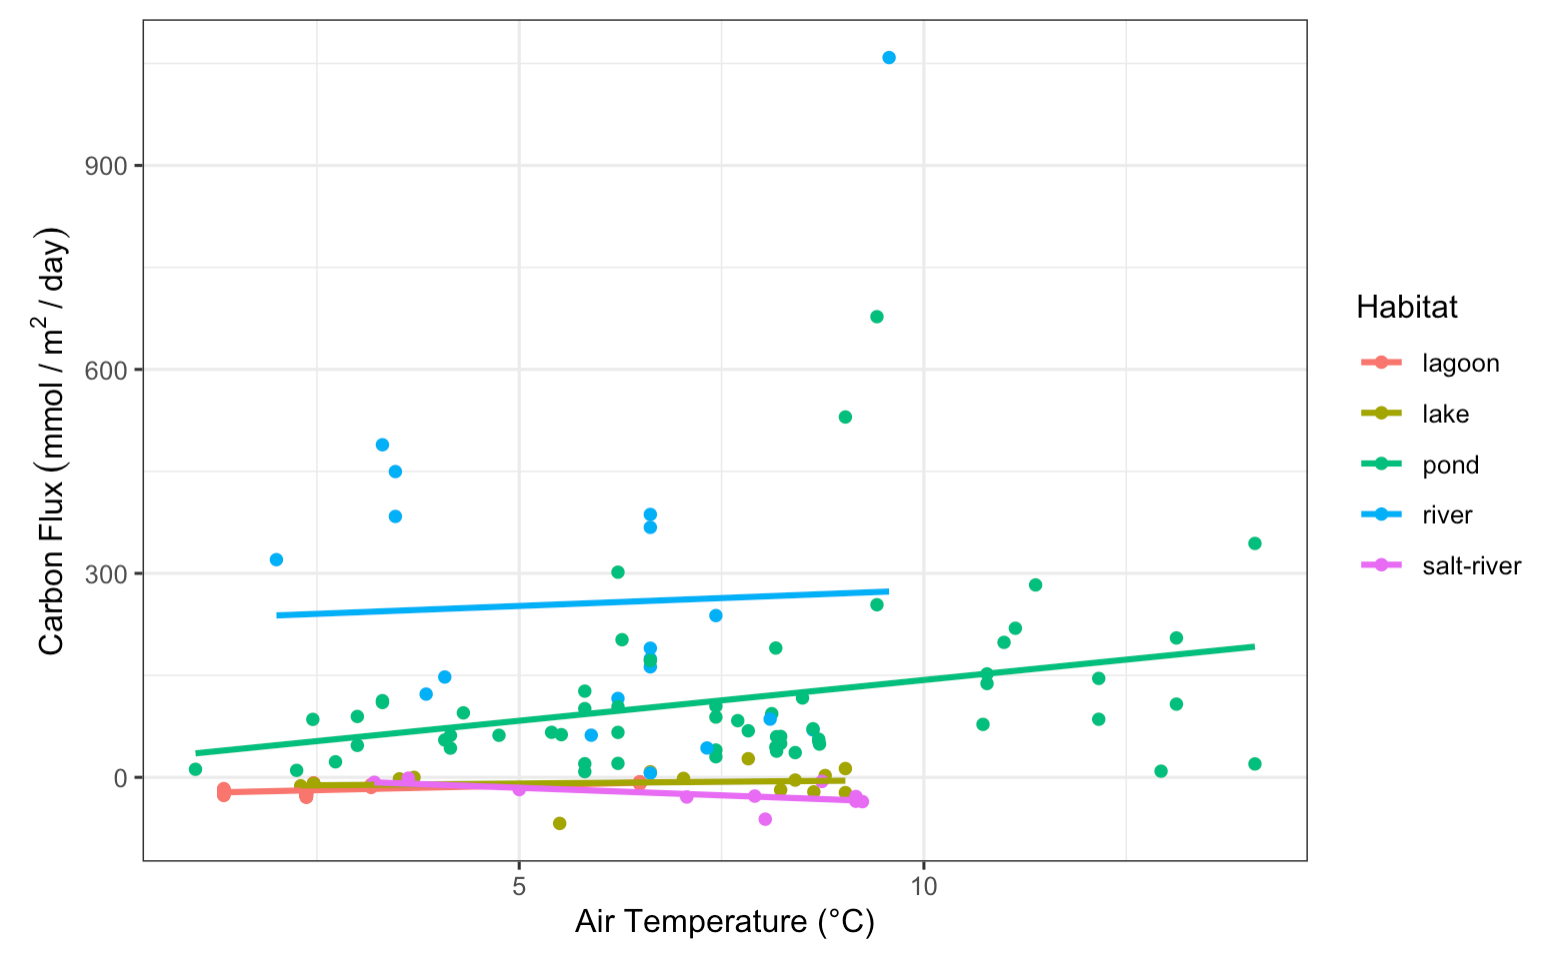 900
600
300
0
5
10
Carbon Flux (mmol / m² / day)
Air Temperature (°C)
Habitat
lagoon
lake
pond
river
salt-river